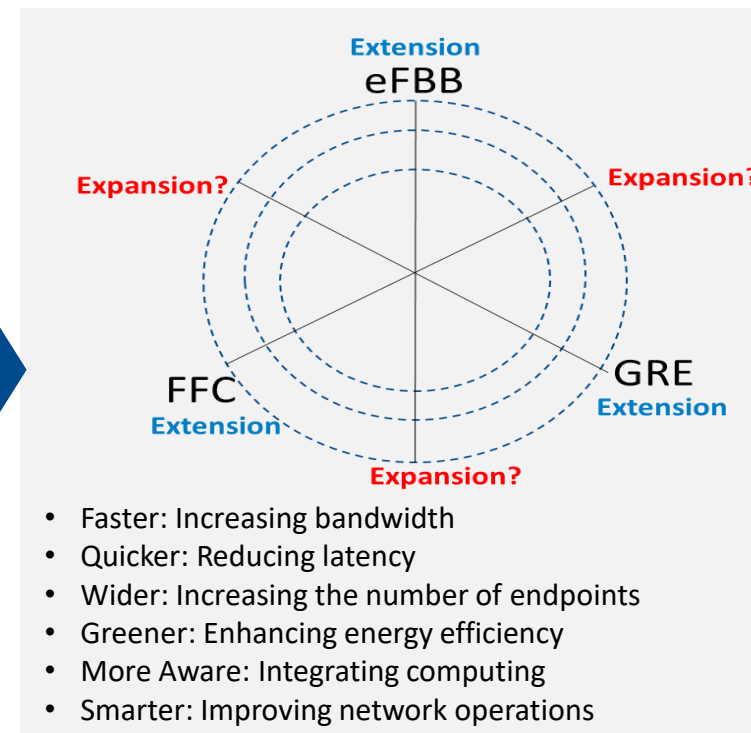 Extension
eFBB
Expansion?
Expansion?
FFC
Extension
GRE
Extension
Expansion?
• Faster: Increasing bandwidth
• Quicker: Reducing latency
• Wider: Increasing the number of endpoints
• Greener: Enhancing energy efficiency
• More Aware: Integrating computing
• Smarter: Improving network operations